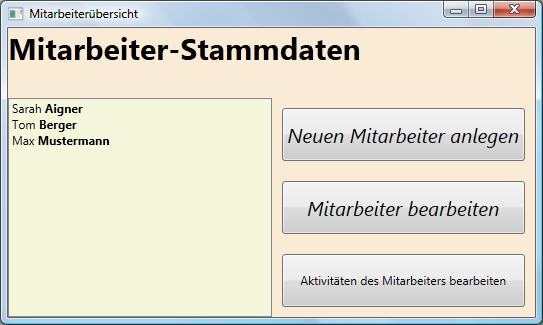 Mitarbeiterübersicht
Mitarbeiter-Stammdaten
Sarah Aigner
Tom Berger
Max Mustermann
Neuen Mitarbeiter anlegen
Mitarbeiter bearbeiten
Aktivitäten des Mitarbeiters bearbeiten